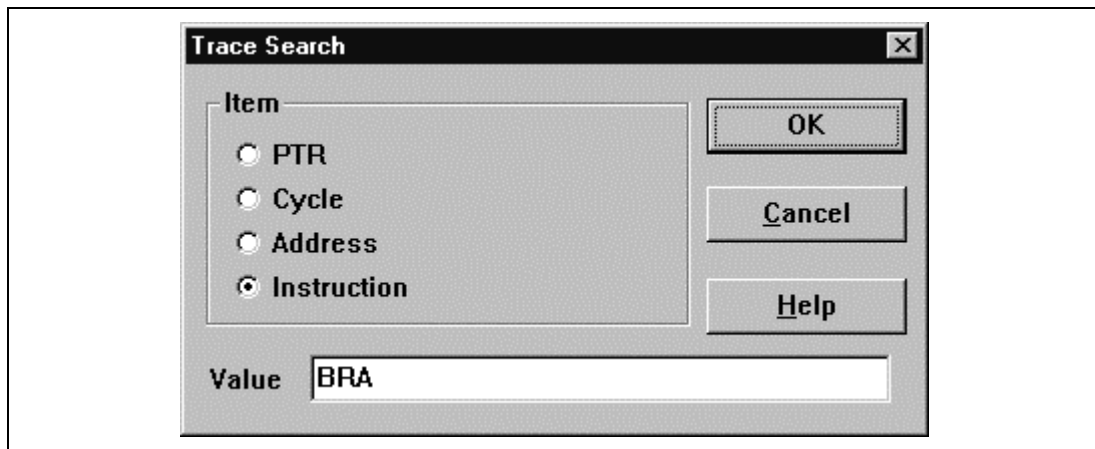 Trace Search
Item
PTR
Cycle
Address
Instruction
OK
Cancel
Help
Value BRA